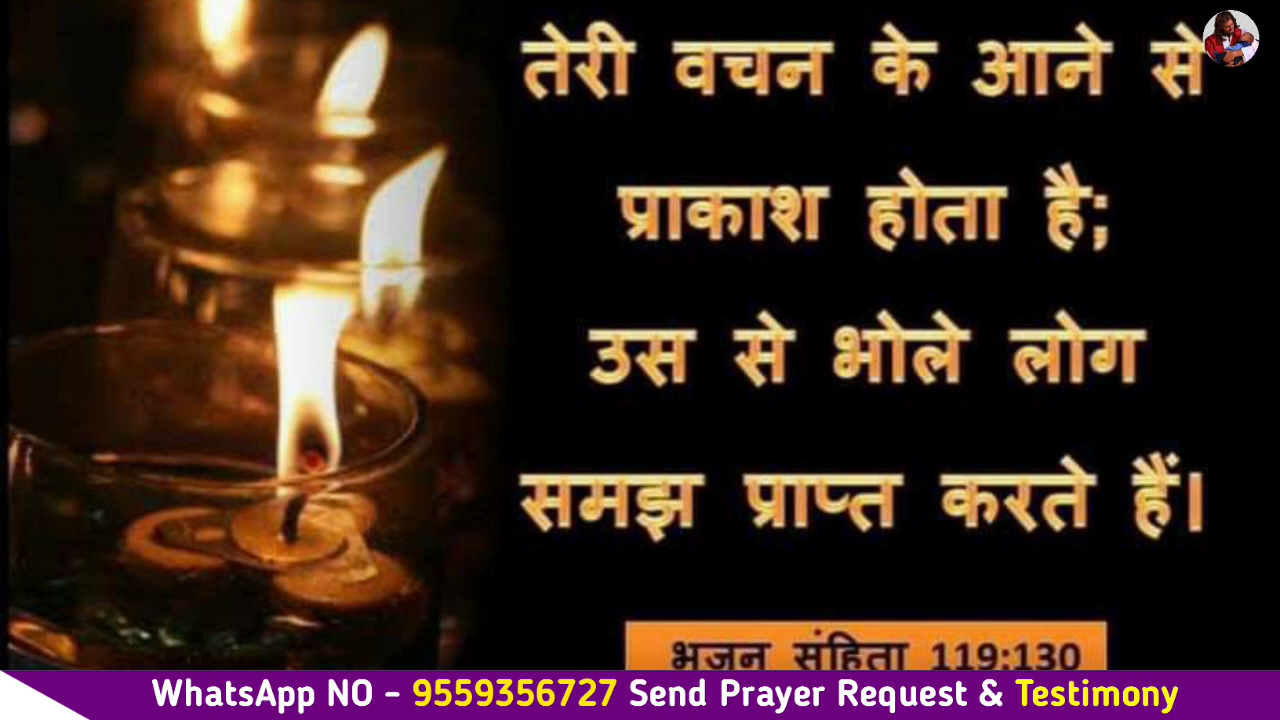 तेरी वचन के आने से
प्राकाश होता है;
उस से भोले लोग
समझ प्राप्त करते हैं।
भजन संहिता 119:130
WhatsApp NO - 9559356727 Send Prayer Request & Testimony